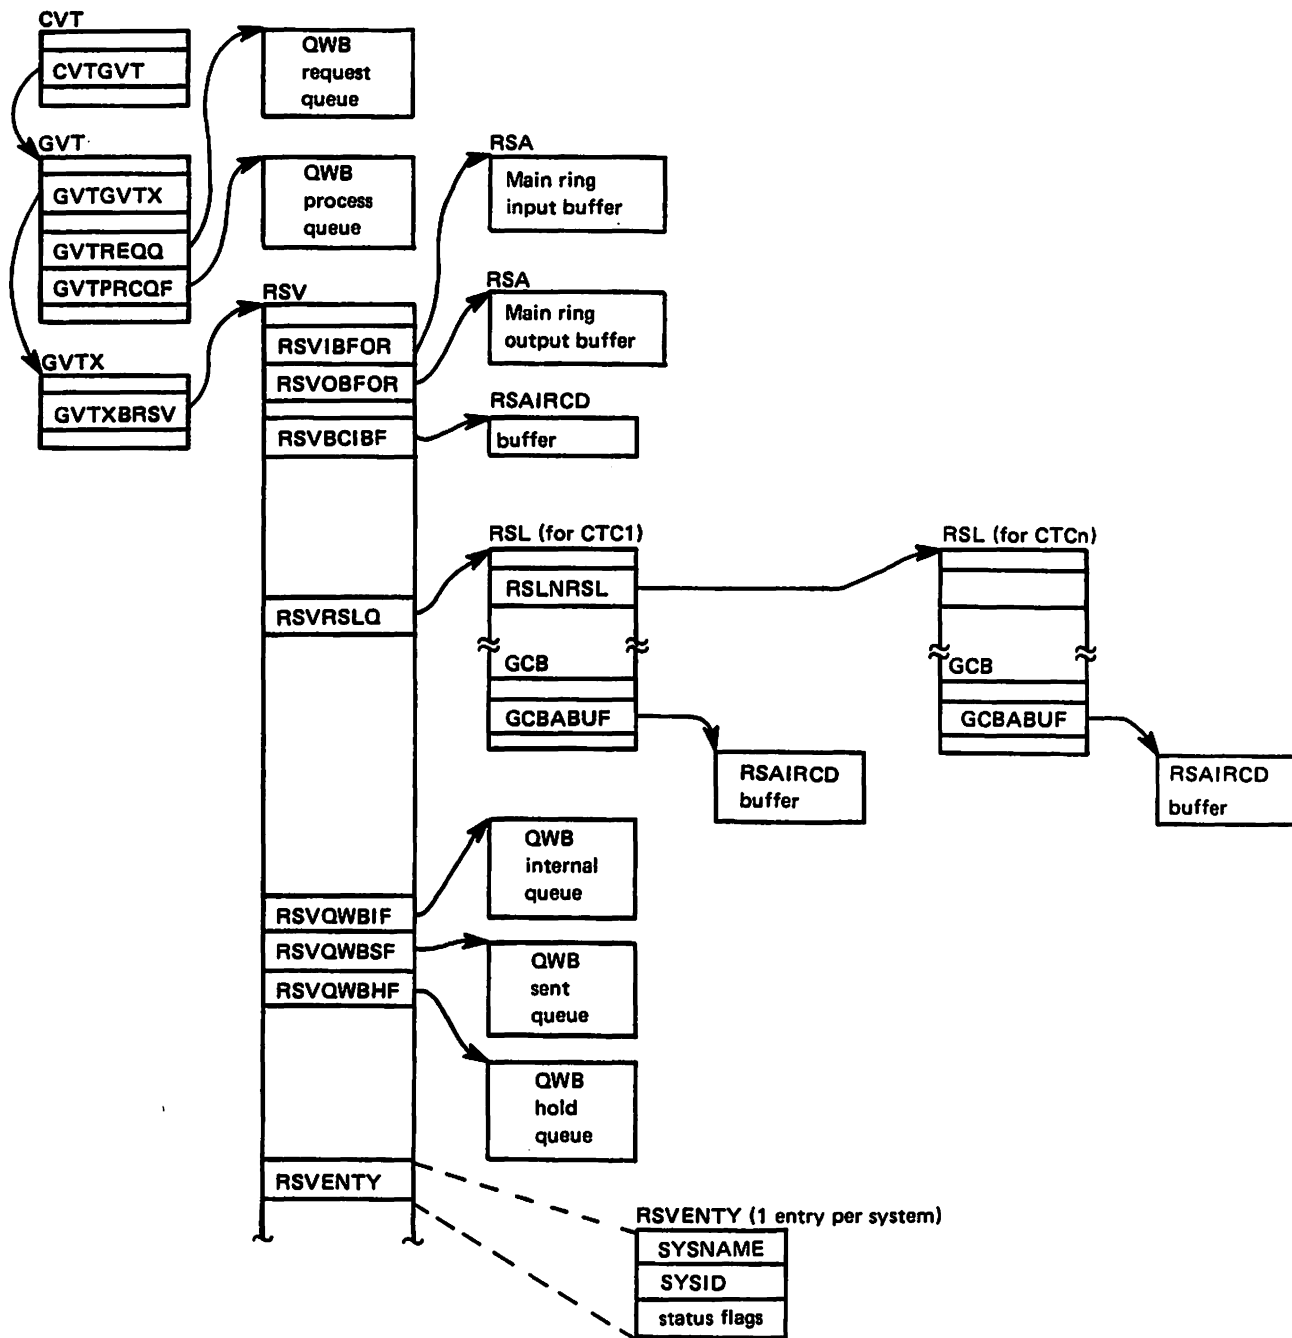 CVT
CVTGVT
QWB
request
queue
GVT
GVTGVTX
GVTREQQ
GVTPRCQF
QWB
process
queue
RSA
Main ring
input buffer
GVTX
GVTXBRSV
RSV
RSVIBFOR
RSVOBFOR
RSVBCIBF
RSA
Main ring
output buffer
RSAIRCD
buffer
RSVRSLQ
RSL (for CTC1)
RSLNRSL
GCB
GCBABUF
RSAIRCD
buffer
RSL (for CTCn)
GCB
GCBABUF
RSAIRCD
buffer
RSVQWBIF
RSVQWBSF
RSVQWBHF
QWB
internal
queue
QWB
sent
queue
QWB
hold
queue
RSVENTY
RSVENTY (1 entry per system)
SYSNAME
SYSID
status flags